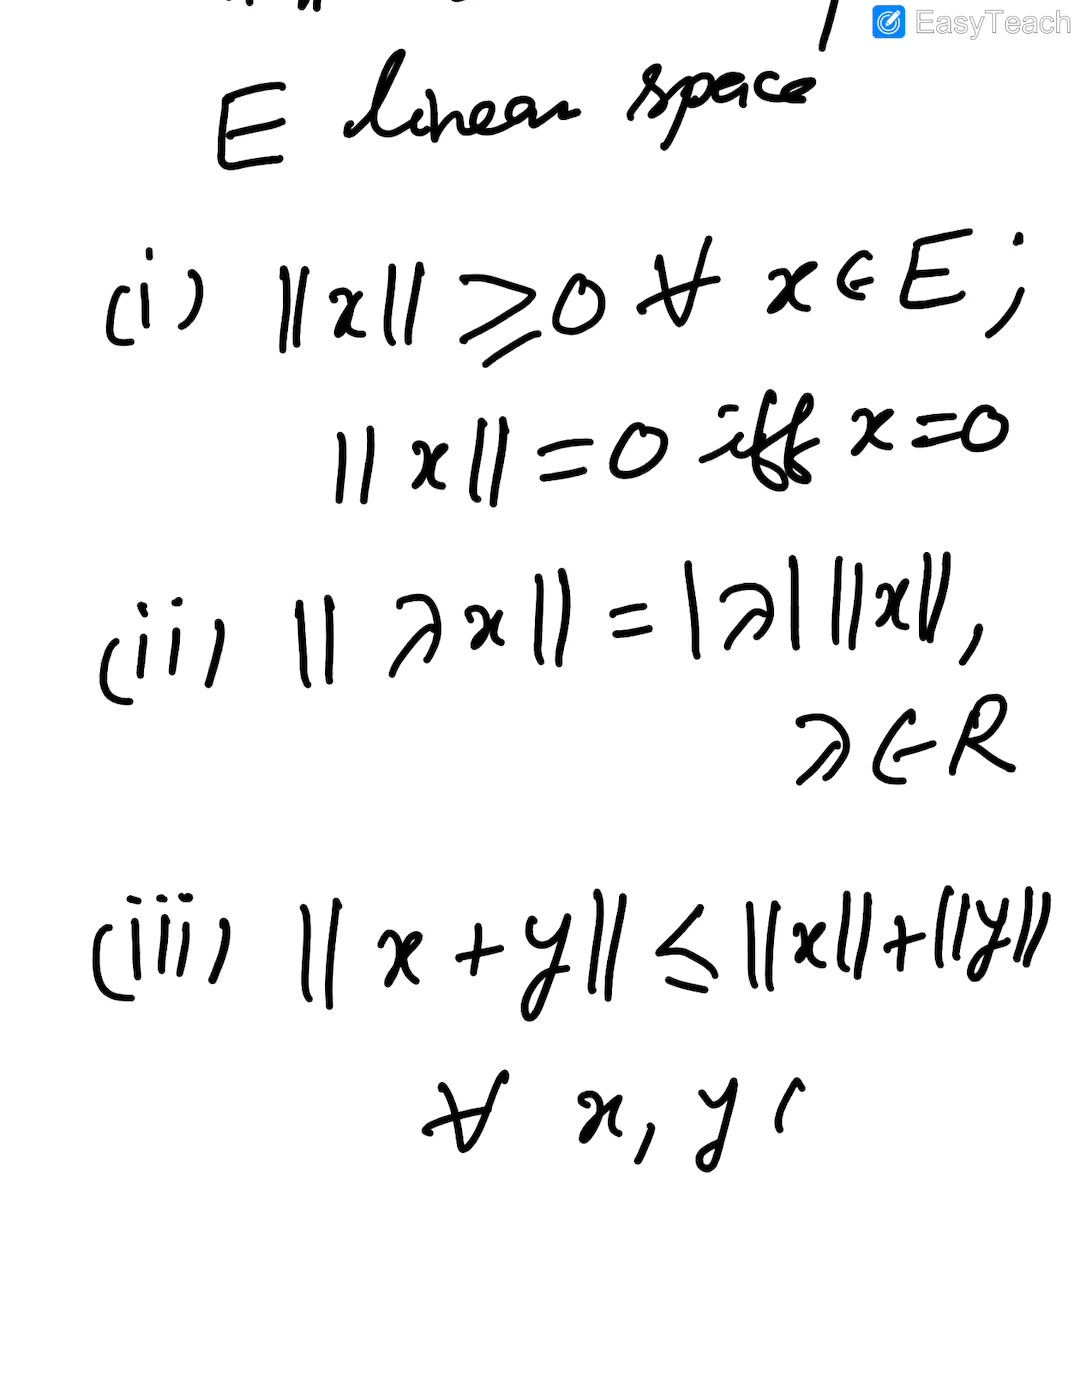 EasyTeach
E linear space
(i) ||x|| ≥ 0 ∀ x ∈ E ;
||x|| = 0 iff x = 0
(ii) ||λx|| = |λ| ||x||,
λ ∈ R
(iii) ||x + y|| ≤ ||x|| + ||y||
∀ x, y (